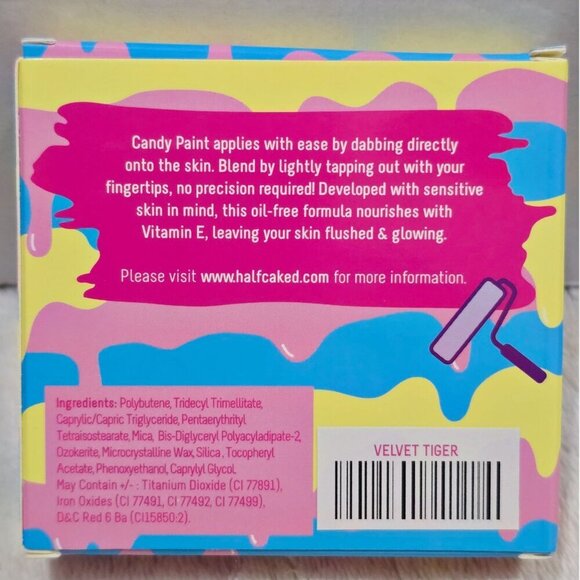 Candy Paint applies with ease by dabbing directly
onto the skin. Blend by lightly tapping out with your
fingertips, no precision required! Developed with sensitive
skin in mind, this oil-free formula nourishes with
Vitamin E, leaving your skin flushed & glowing.
Please visit www.halfcaked.com for more information.
Ingredients: Polybutene, Tridecyl Trimellitate,
Caprylic/Capric Triglyceride, Pentaerythrityl
Tetraisostearate, Mica, Bis-Diglyceryl Polyacyladipate-2,
Ozokerite, Microcrystalline Wax, Silica, Tocopheryl
Acetate, Phenoxyethanol, Caprylyl Glycol.
May Contain +/- : Titanium Dioxide (CI 77891),
Iron Oxides (CI 77491, CI 77492, CI 77499),
D&C Red 6 Ba (CI15850:2).
VELVET TIGER